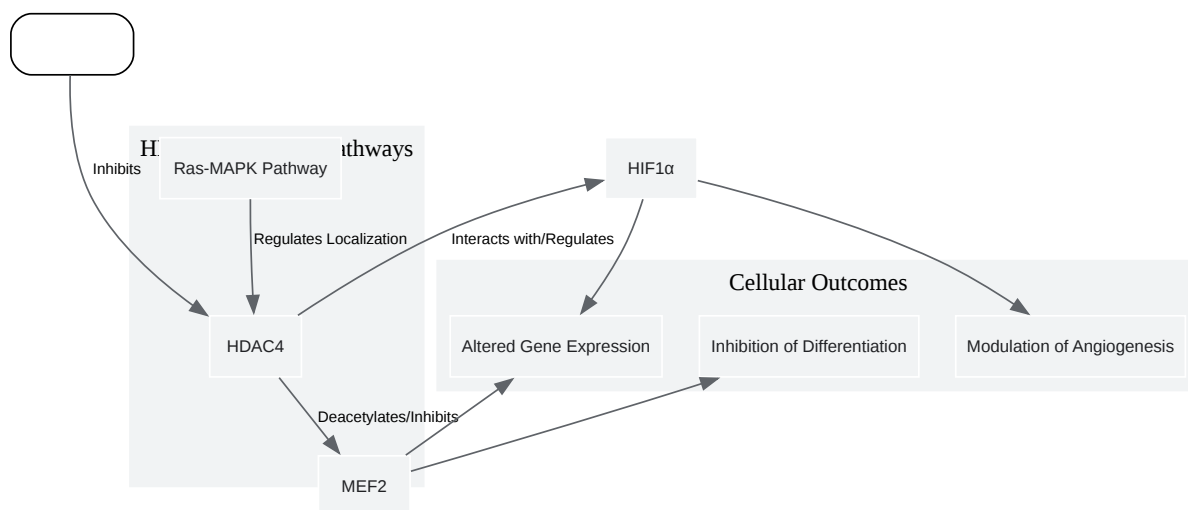 athways
Inhibits
Ras-MAPK Pathway
HIF1α
Regulates Localization
Interacts with/Regulates
Cellular Outcomes
HDAC4
Altered Gene Expression
Inhibition of Differentiation
Modulation of Angiogenesis
Deacetylates/Inhibits
MEF2